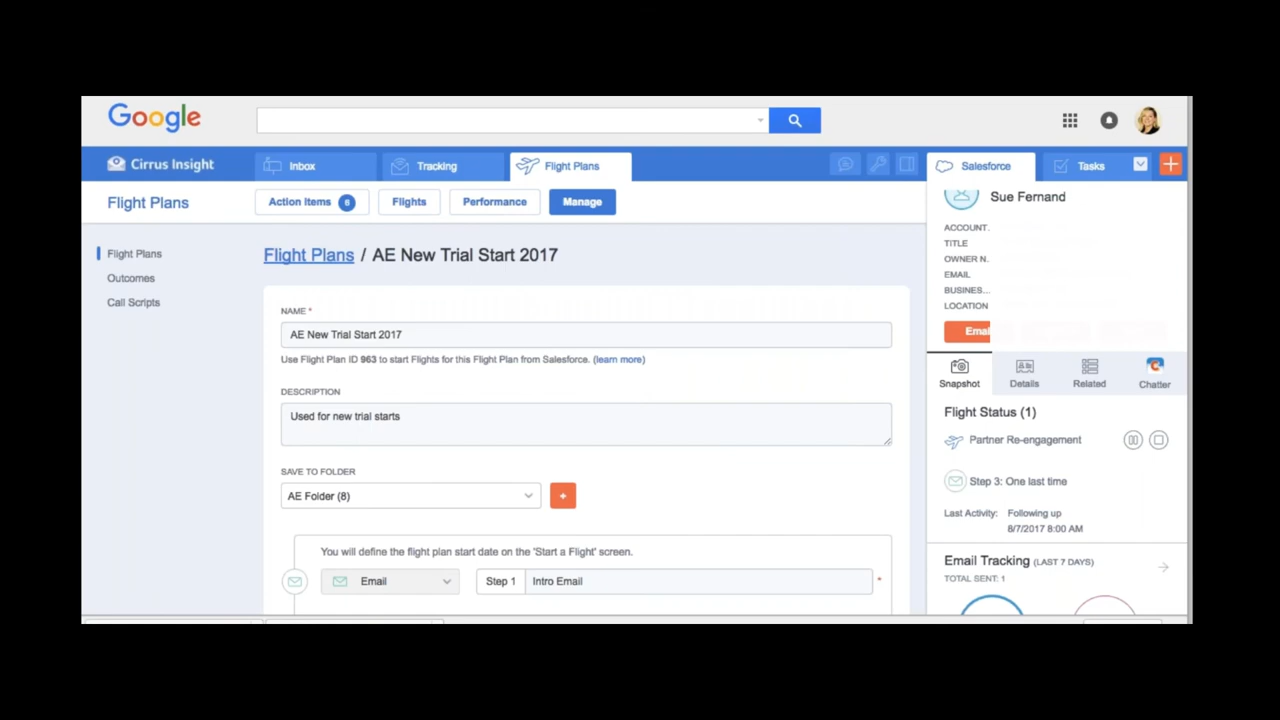 Google
Cirrus Insight
Inbox
Tracking
Flight Plans
Salesforce
Tasks
Flight Plans
Action Items 6
Flights
Performance
Manage
Flight Plans
Outcomes
Call Scripts
Flight Plans / AE New Trial Start 2017
NAME *
AE New Trial Start 2017
Use Flight Plan ID 963 to start Flights for this Flight Plan from Salesforce. (learn more)
DESCRIPTION
Used for new trial starts
SAVE TO FOLDER
AE Folder (8)
+
You will define the flight plan start date on the 'Start a Flight' screen.
Email
Step 1
Intro Email
*
Sue Fernand
ACCOUNT.
TITLE
OWNER N.
EMAIL
BUSINES...
LOCATION
Email
Snapshot
Details
Related
Chatter
Flight Status (1)
Partner Re-engagement
Step 3: One last time
Last Activity: Following up
8/7/2017 8:00 AM
Email Tracking (LAST 7 DAYS)
TOTAL SENT: 1